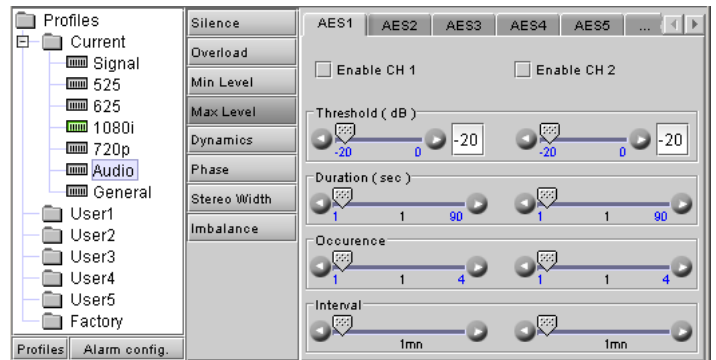 Profiles
Current
Signal
525
625
1080i
720p
Audio
General
User1
User2
User3
User4
User5
Factory
Profiles Alarm config.
Silence
Overload
Min Level
Max Level
Dynamics
Phase
Stereo Width
Imbalance
AES1 AES2 AES3 AES4 AES5 ...
Enable CH 1 Enable CH 2
Threshold ( dB )
-20 0 -20 -20 0 -20
Duration ( sec )
1 1 90 1 1 90
Occurence
1 1 4 1 1 4
Interval
1mn 1mn